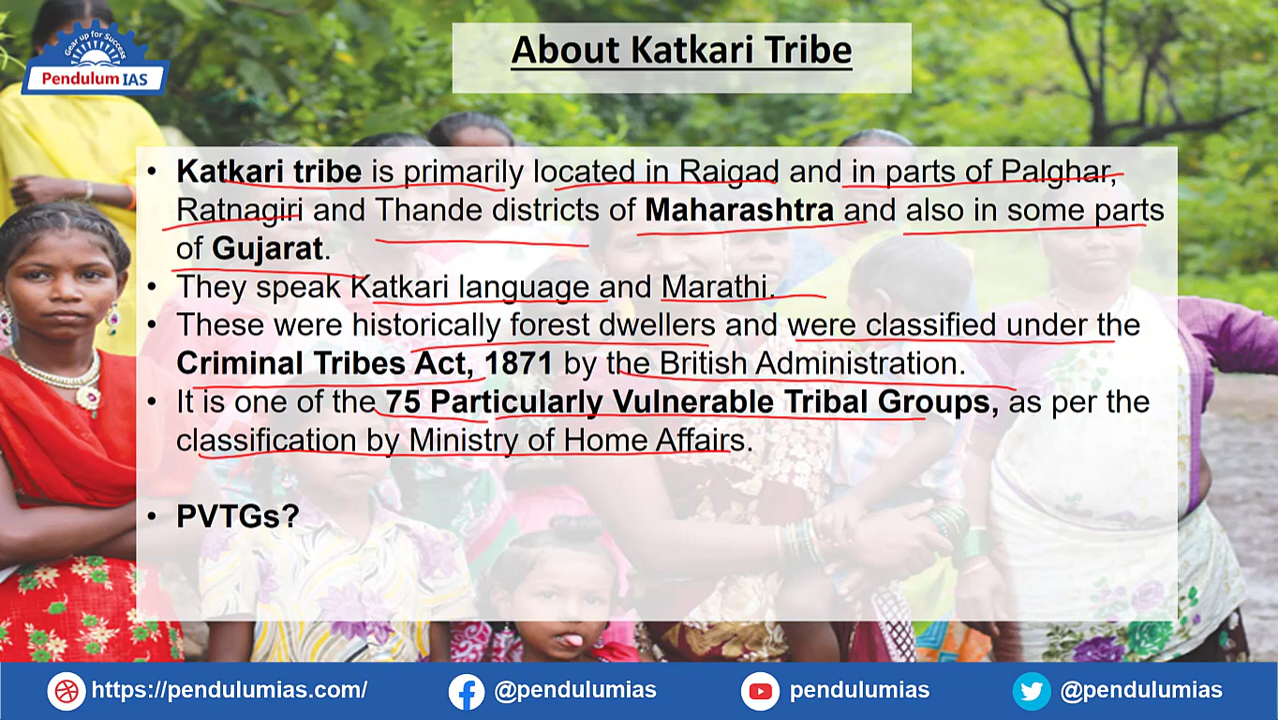 Gear up for Success
Pendulum IAS
About Katkari Tribe
• Katkari tribe is primarily located in Raigad and in parts of Palghar,
Ratnagiri and Thande districts of Maharashtra and also in some parts
of Gujarat.
• They speak Katkari language and Marathi.
• These were historically forest dwellers and were classified under the
Criminal Tribes Act, 1871 by the British Administration.
• It is one of the 75 Particularly Vulnerable Tribal Groups, as per the
classification by Ministry of Home Affairs.
• PVTGs?
https://pendulumias.com/ @pendulumias pendulumias @pendulumias